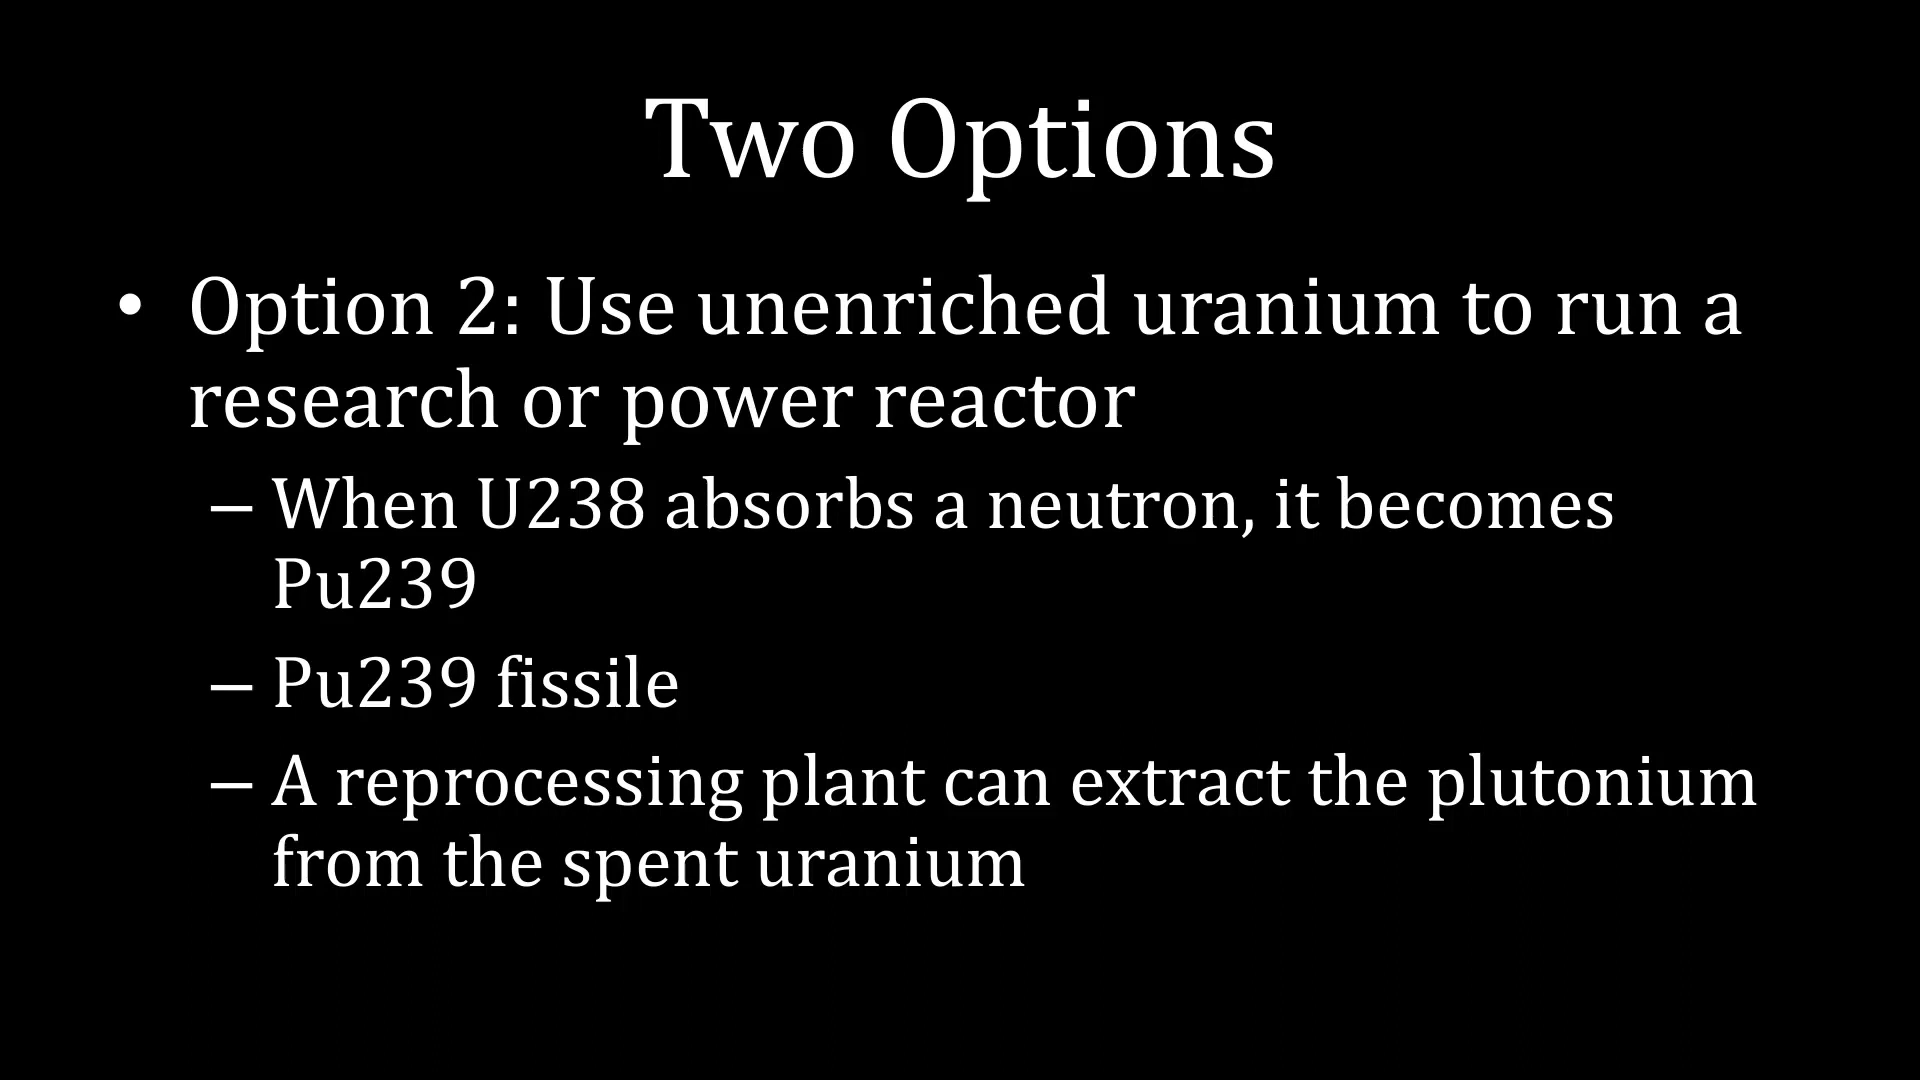 Two Options
• Option 2: Use unenriched uranium to run a
research or power reactor
– When U238 absorbs a neutron, it becomes
Pu239
– Pu239 fissile
– A reprocessing plant can extract the plutonium
from the spent uranium